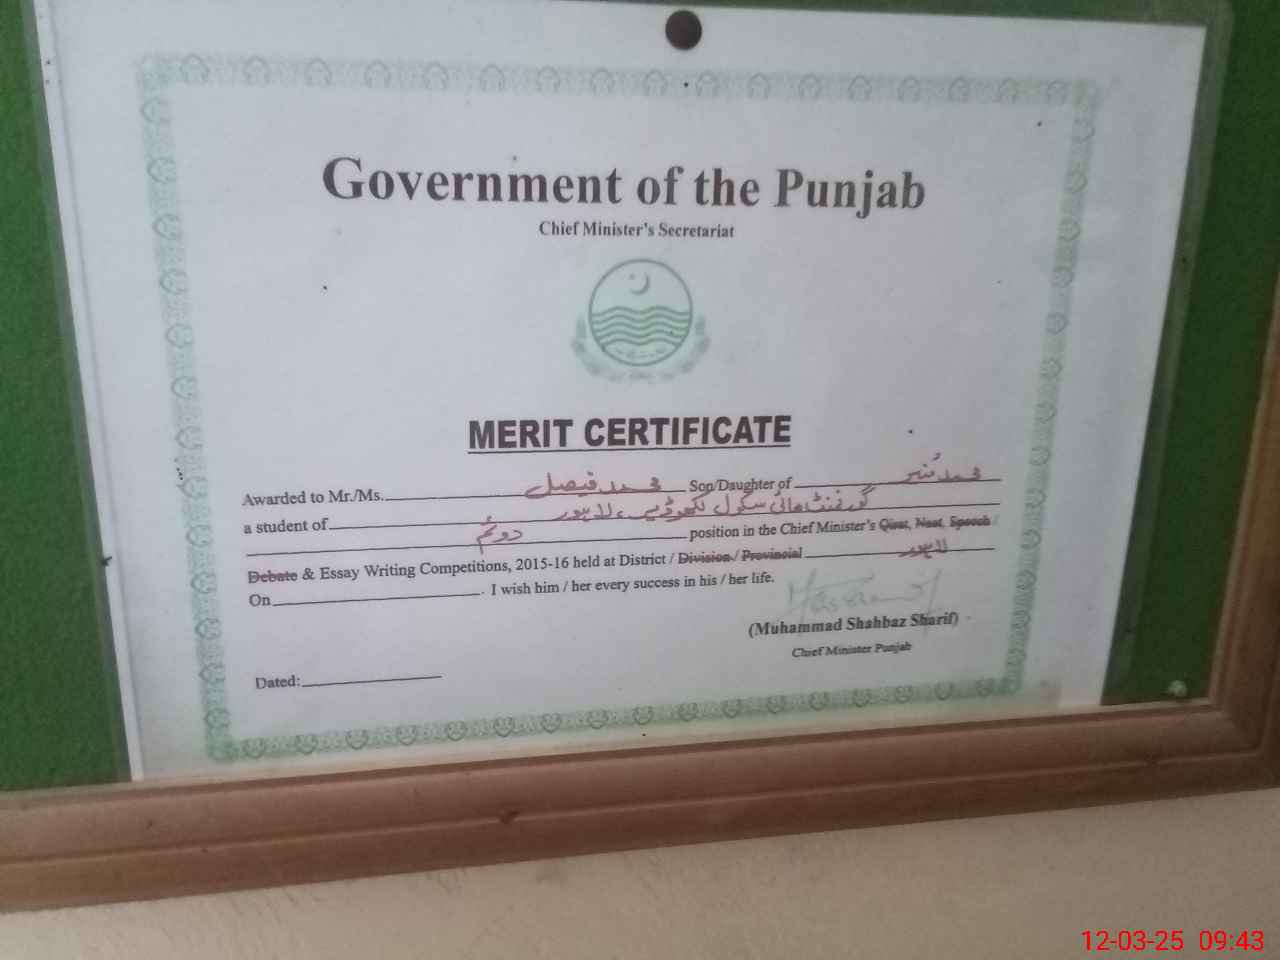 Government of the Punjab
Chief Minister's Secretariat
MERIT CERTIFICATE
Awarded to Mr./Ms. محمد فیصل Son/Daughter of محمد منیر
a student of گورنمنٹ ہائی سکول لکھوڈیر، لاہور
دوئم position in the Chief Minister's Qirat, Naat, Speech /
Debate & Essay Writing Competitions, 2015-16 held at District / Division / Provincial لاہور
On . I wish him / her every success in his / her life.
(Muhammad Shahbaz Sharif)
Chief Minister Punjab
Dated:
12-03-25 09:43